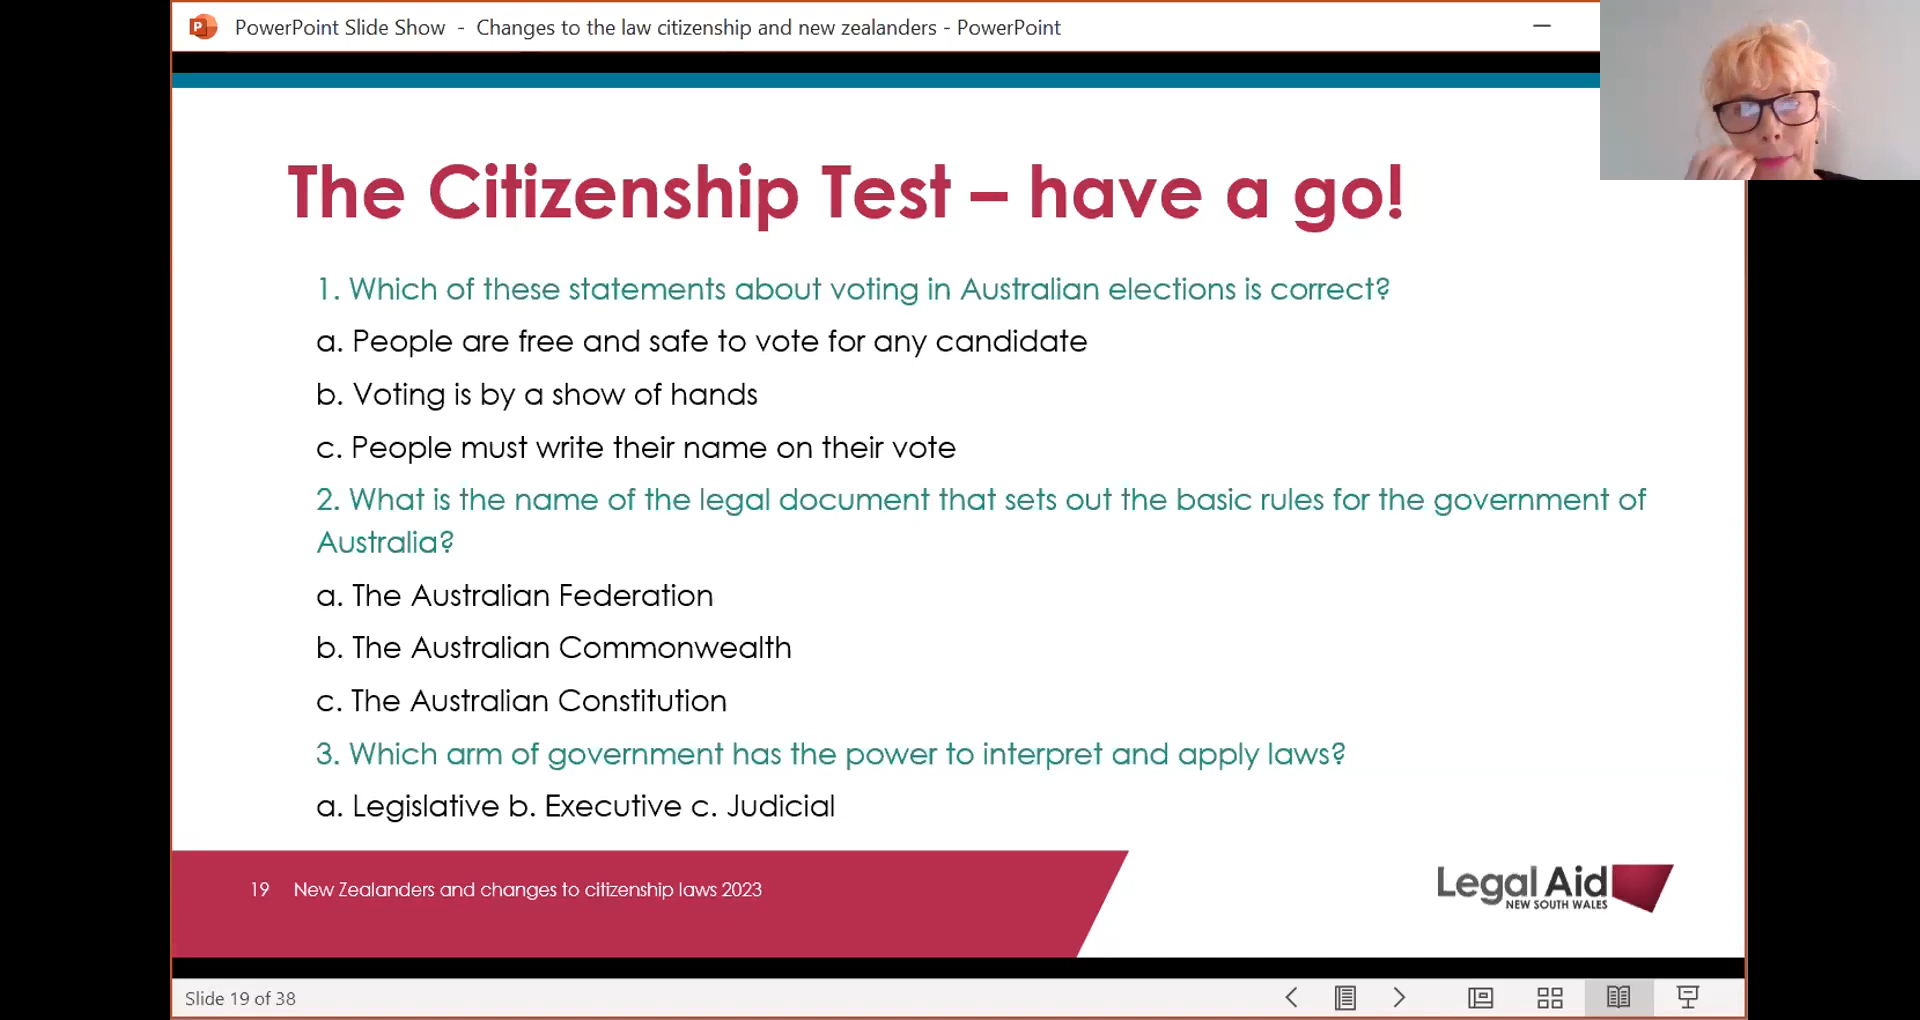 PowerPoint Slide Show - Changes to the law citizenship and new zealanders - PowerPoint
The Citizenship Test – have a go!
1. Which of these statements about voting in Australian elections is correct?
a. People are free and safe to vote for any candidate
b. Voting is by a show of hands
c. People must write their name on their vote
2. What is the name of the legal document that sets out the basic rules for the government of
Australia?
a. The Australian Federation
b. The Australian Commonwealth
c. The Australian Constitution
3. Which arm of government has the power to interpret and apply laws?
a. Legislative b. Executive c. Judicial
19 New Zealanders and changes to citizenship laws 2023
Legal Aid
NEW SOUTH WALES
Slide 19 of 38